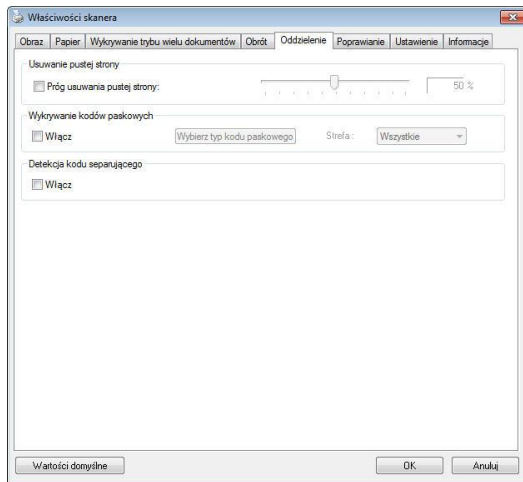 Właściwości skanera
Obraz Papier Wykrywanie trybu wielu dokumentów Obrót Oddzielenie Poprawianie Ustawienie Informacje
Usuwanie pustej strony
Próg usuwania pustej strony: 50 %
Wykrywanie kodów paskowych
Włącz Wybierz typ kodu paskowego Strefa: Wszystkie
Detekcja kodu separującego
Włącz
Wartości domyślne OK Anuluj